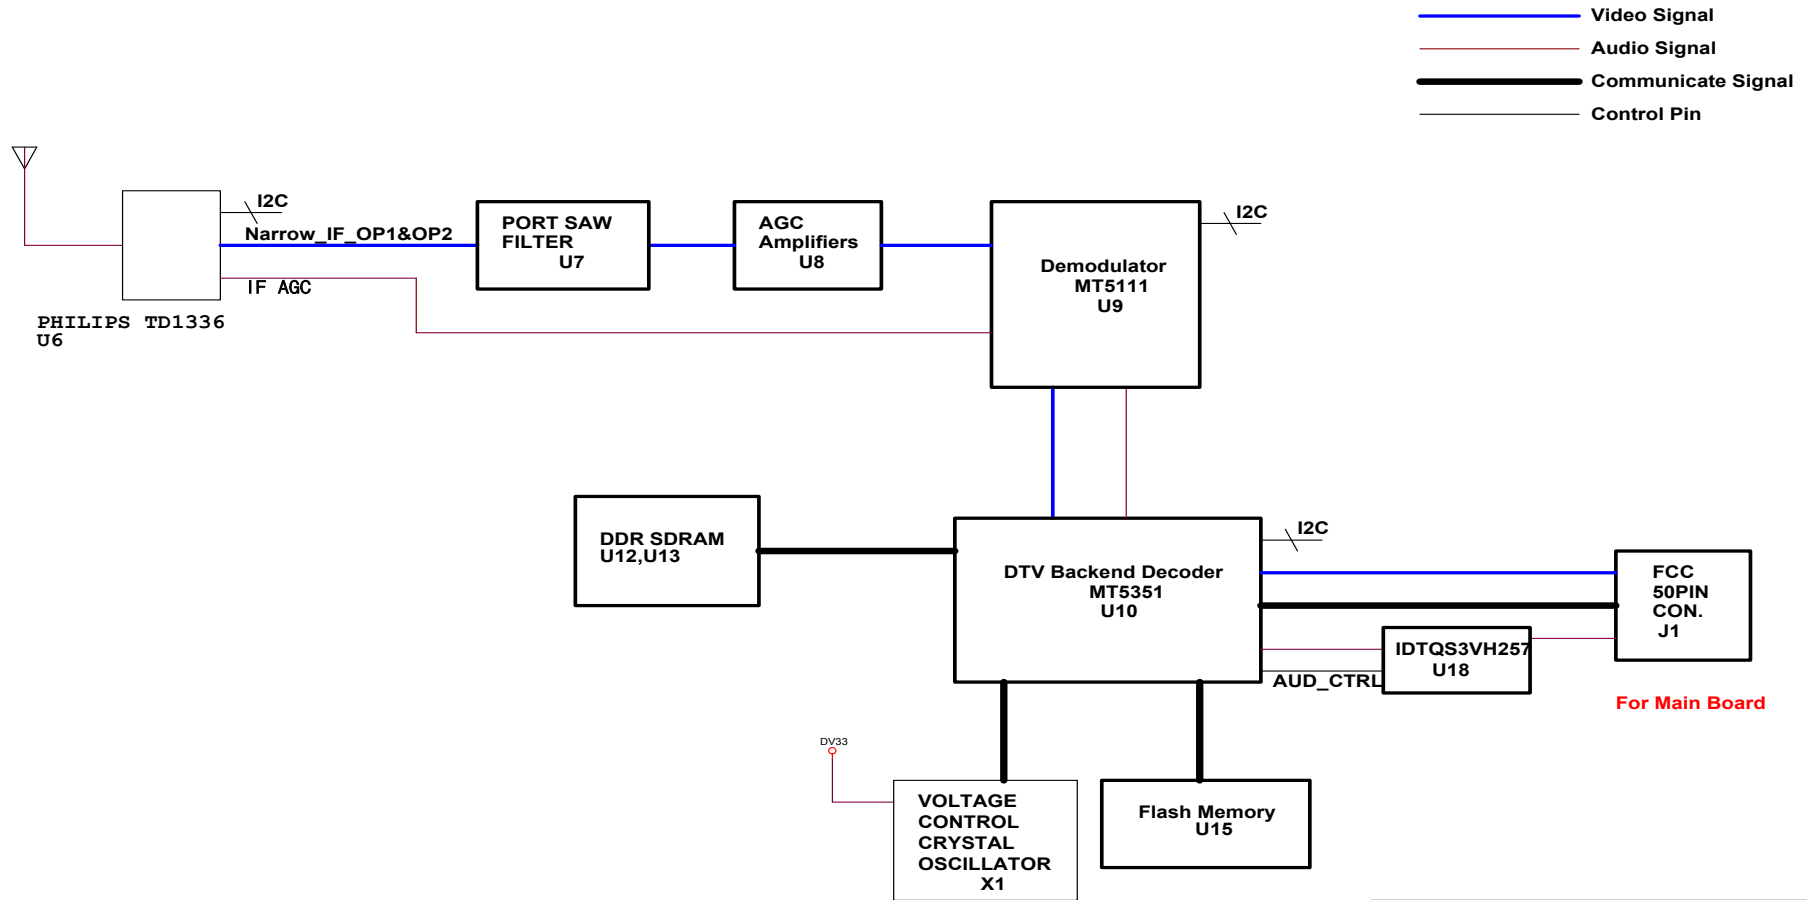 Video Signal
Audio Signal
Communicate Signal
Control Pin
I2C
Narrow_IF_OP1&OP2
IF AGC
PHILIPS TD1336
U6
PORT SAW
FILTER
U7
AGC
Amplifiers
U8
I2C
Demodulator
MT5111
U9
DDR SDRAM
U12,U13
I2C
DTV Backend Decoder
MT5351
U10
FCC
50PIN
CON.
J1
IDTQS3VH257
U18
AUD_CTRL
For Main Board
DV33
VOLTAGE
CONTROL
CRYSTAL
OSCILLATOR
X1
Flash Memory
U15